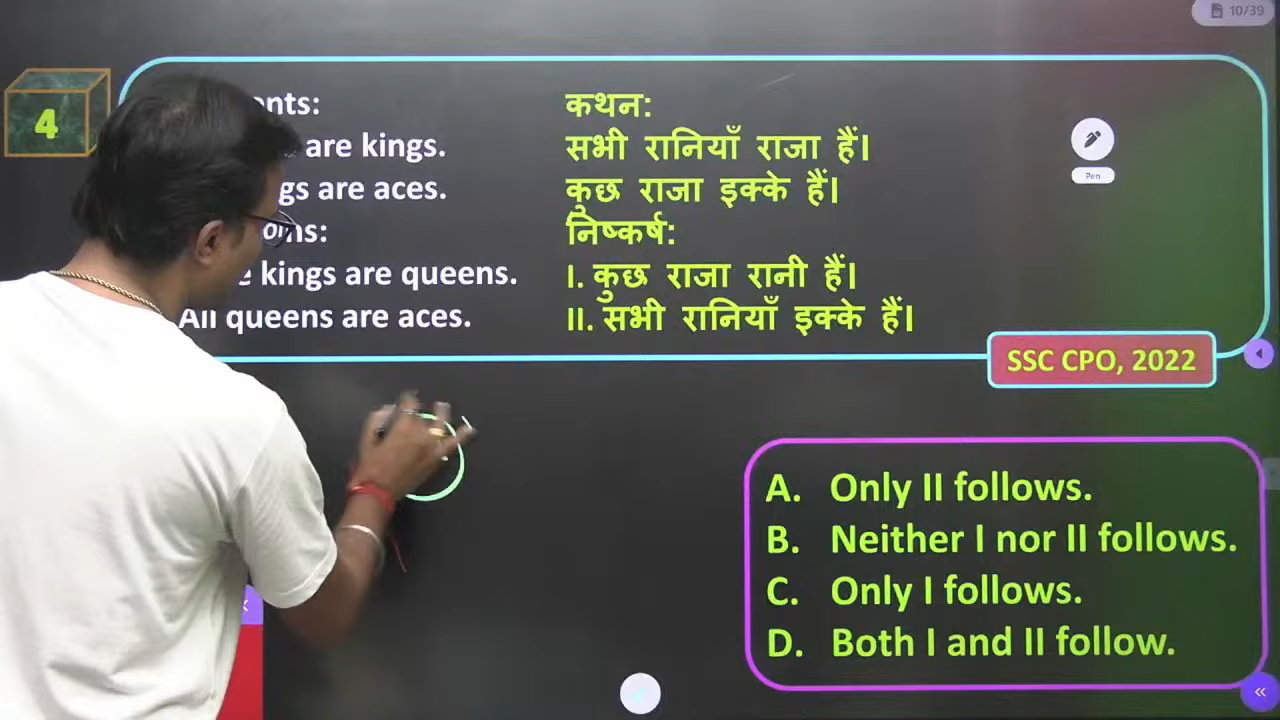 10/39
4
कथन:
are kings.
सभी रानियाँ राजा हैं।
are aces.
कुछ राजा इक्के हैं।
निष्कर्ष:
kings are queens.
I. कुछ राजा रानी हैं।
All queens are aces.
II. सभी रानियाँ इक्के हैं।
Pen
SSC CPO, 2022
A. Only II follows.
B. Neither I nor II follows.
C. Only I follows.
D. Both I and II follow.